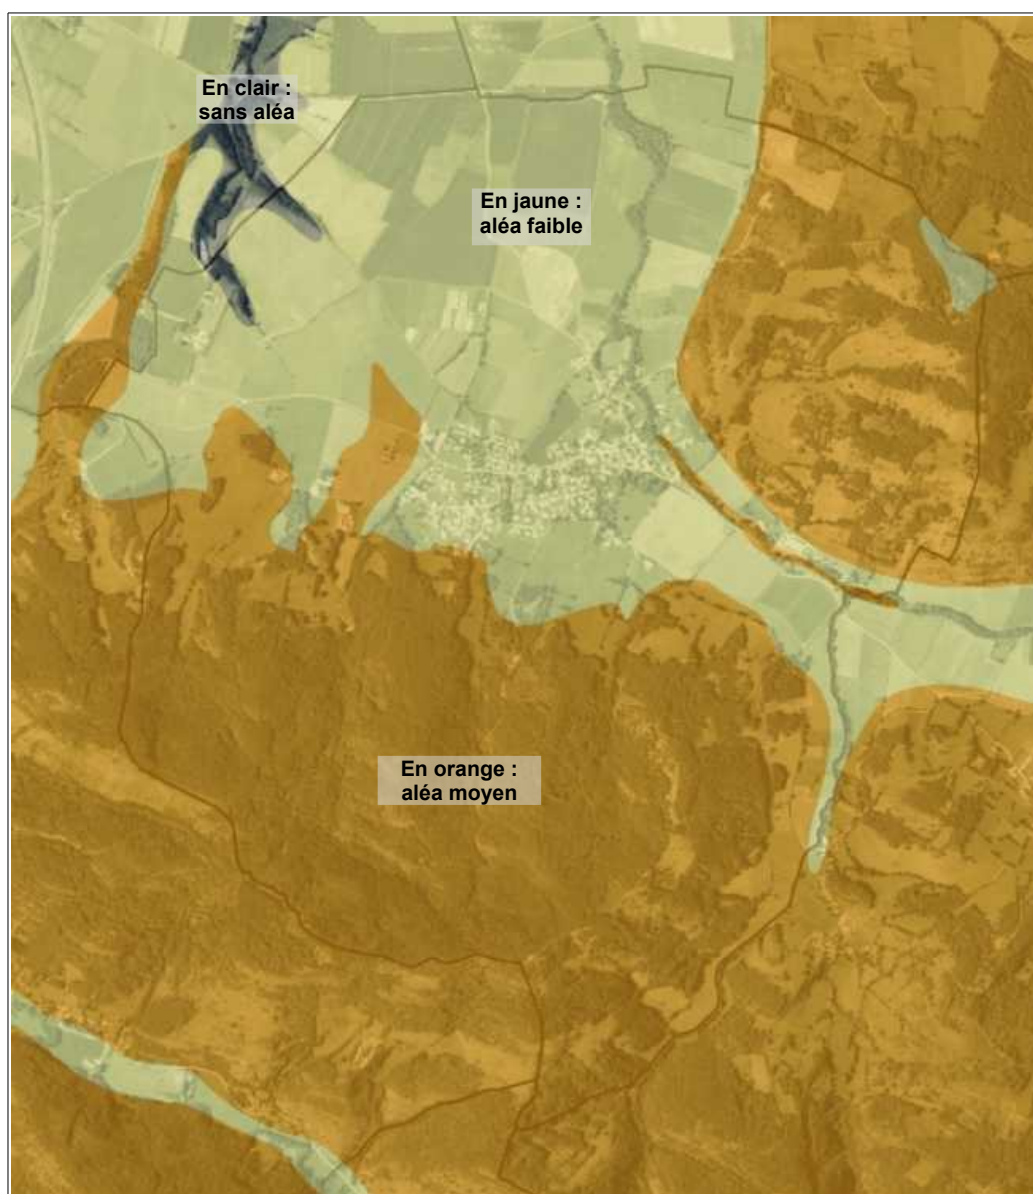 En clair :
sans aléa
En jaune :
aléa faible
En orange :
aléa moyen